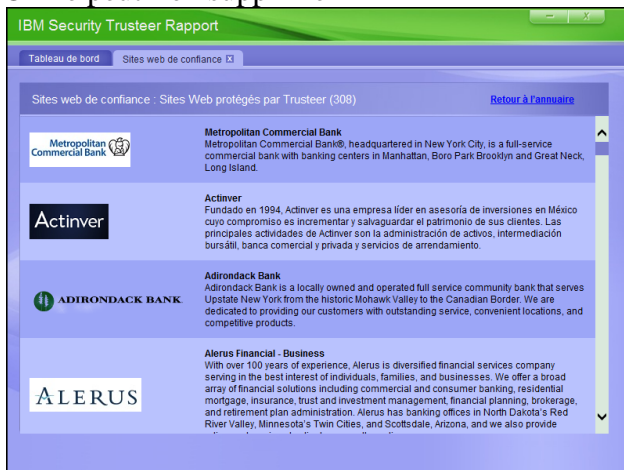 IBM Security Trusteer Rapport
Tableau de bord
Sites web de confiance
Sites web de confiance : Sites Web protégés par Trusteer (308)
Retour à l'annuaire
Metropolitan
Commercial Bank
Metropolitan Commercial Bank
Metropolitan Commercial Bank®, headquartered in New York City, is a full-service
commercial bank with banking centers in Manhattan, Boro Park Brooklyn and Great Neck,
Long Island.
Actinver
Actinver
Fundado en 1994, Actinver es una empresa líder en asesoría de inversiones en México
cuyo compromiso es incrementar y salvaguardar el patrimonio de sus clientes. Las
principales actividades de Actinver son la administración de activos, intermediación
bursátil, banca comercial y privada y servicios de arrendamiento.
ADIRONDACK BANK
Adirondack Bank
Adirondack Bank is a locally owned and operated full service community bank that serves
Upstate New York from the historic Mohawk Valley to the Canadian Border. We are
dedicated to providing our customers with outstanding service, convenient locations, and
competitive products.
ALERUS
Alerus Financial - Business
With over 100 years of experience, Alerus is diversified financial services company
serving in the best interest of individuals, families, and businesses. We offer a broad
array of financial solutions including commercial and consumer banking, residential
mortgage, insurance, trust and investment management, financial planning, brokerage,
and retirement plan administration. Alerus has banking offices in North Dakota's Red
River Valley, Minnesota's Twin Cities, and Scottsdale, Arizona, and we also provide